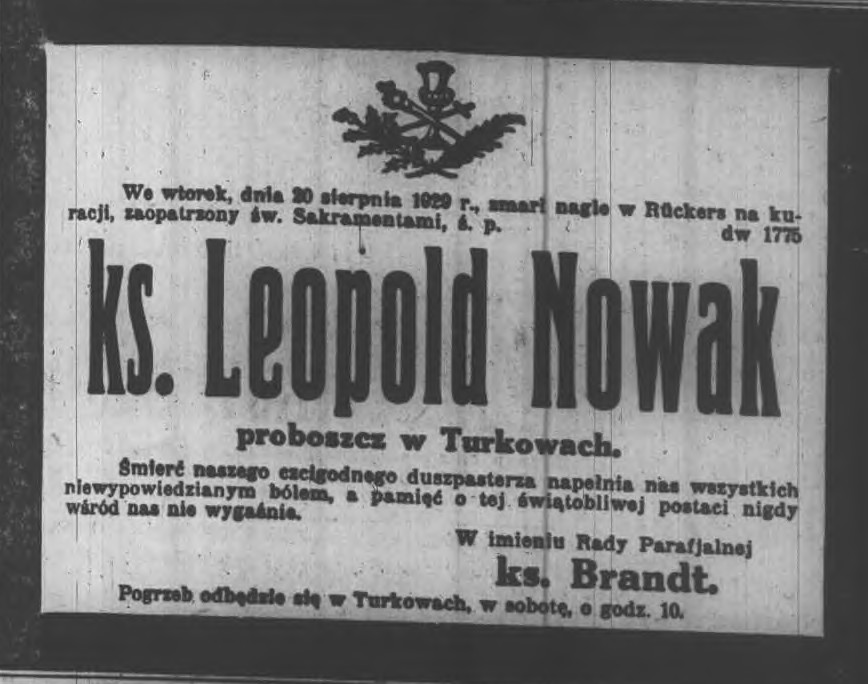 We wtorek, dnia 20 sierpnia 1929 r., zmarł nagle w Rückers na ku-
racji, zaopatrzony św. Sakramentami, ś. p.
dw 1775
ks. Leopold Nowak
proboszcz w Turkowach.
Śmierć naszego czcigodnego duszpasterza napełnia nas wszystkich
niewypowiedzianym bólem, a pamięć o tej świątobliwej postaci nigdy
wśród nas nie wygaśnie.
W imieniu Rady Parafjalnej
ks. Brandt.
Pogrzeb odbędzie się w Turkowach, w sobotę, o godz. 10.